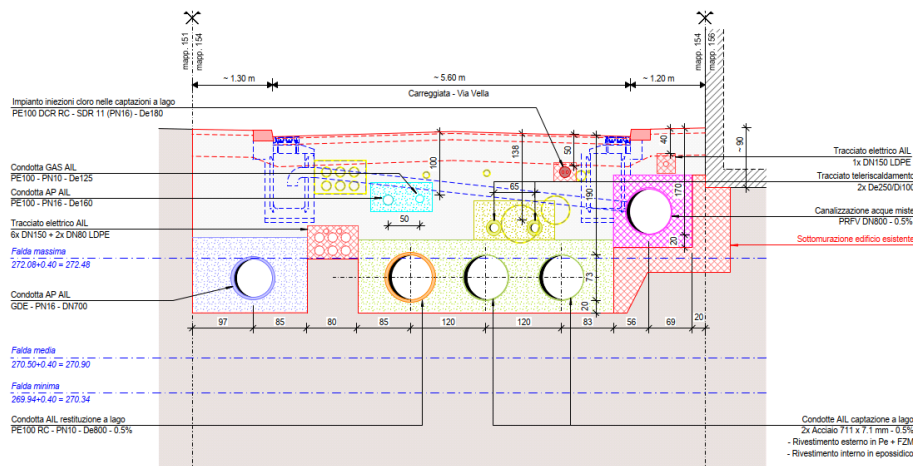 mapp. 151
mapp. 154
mapp. 154
mapp. 156
~ 1.30 m
~ 5.60 m
~ 1.20 m
Carreggiata - Via Vella
Impianto iniezioni cloro nelle captazioni a lago
PE100 DCR RC - SDR 11 (PN16) - De180
Condotta GAS AIL
PE100 - PN10 - De125
Condotta AP AIL
PE100 - PN16 - De160
Tracciato elettrico AIL
6x DN150 + 2x DN80 LDPE
Falda massima
272.08+0.40 = 272.48
Condotta AP AIL
GDE - PN16 - DN700
100
138
50
190
40
170
~ 90
65
50
20
73
20
Tracciato elettrico AIL
1x DN150 LDPE
Tracciato teleriscaldamento
2x De250/D100
Canalizzazione acque miste
PRFV DN800 - 0.5%
Sottomurazione edificio esistente
97
85
80
85
120
120
83
56
69
20
Falda media
270.50+0.40 = 270.90
Falda minima
269.94+0.40 = 270.34
Condotta AIL restituzione a lago
PE100 RC - PN10 - De800 - 0.5%
Condotte AIL captazione a lago
2x Acciaio 711 x 7.1 mm - 0.5%
- Rivestimento esterno in Pe + FZM
- Rivestimento interno in epossidico